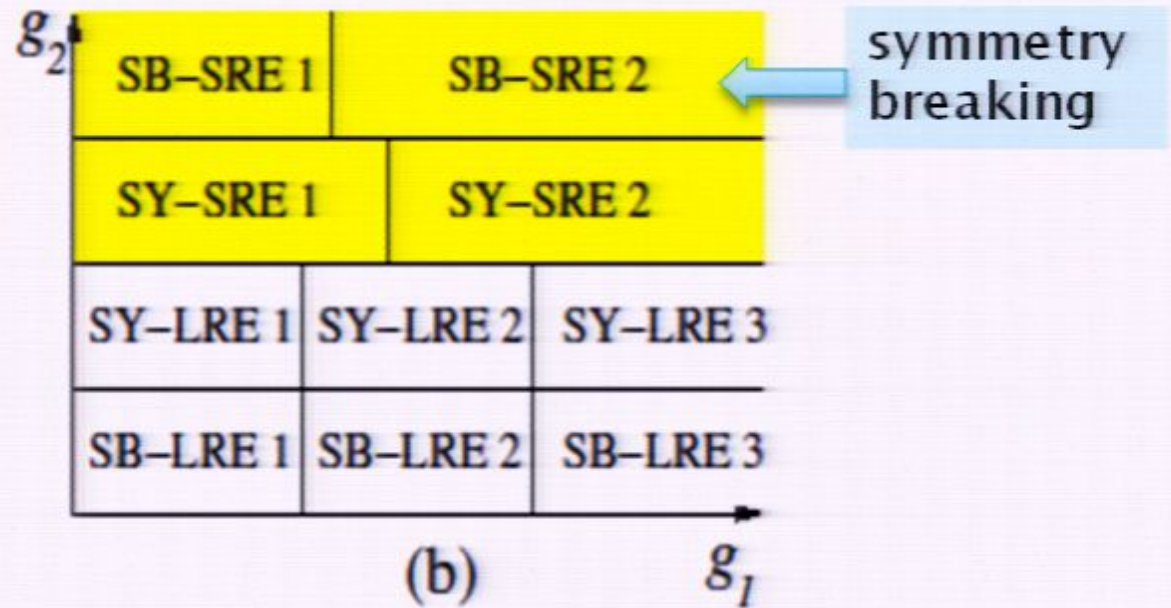 g₂
SB–SRE 1 SB–SRE 2
symmetry
breaking
SY–SRE 1 SY–SRE 2
SY–LRE 1 SY–LRE 2 SY–LRE 3
SB–LRE 1 SB–LRE 2 SB–LRE 3
(b) g₁